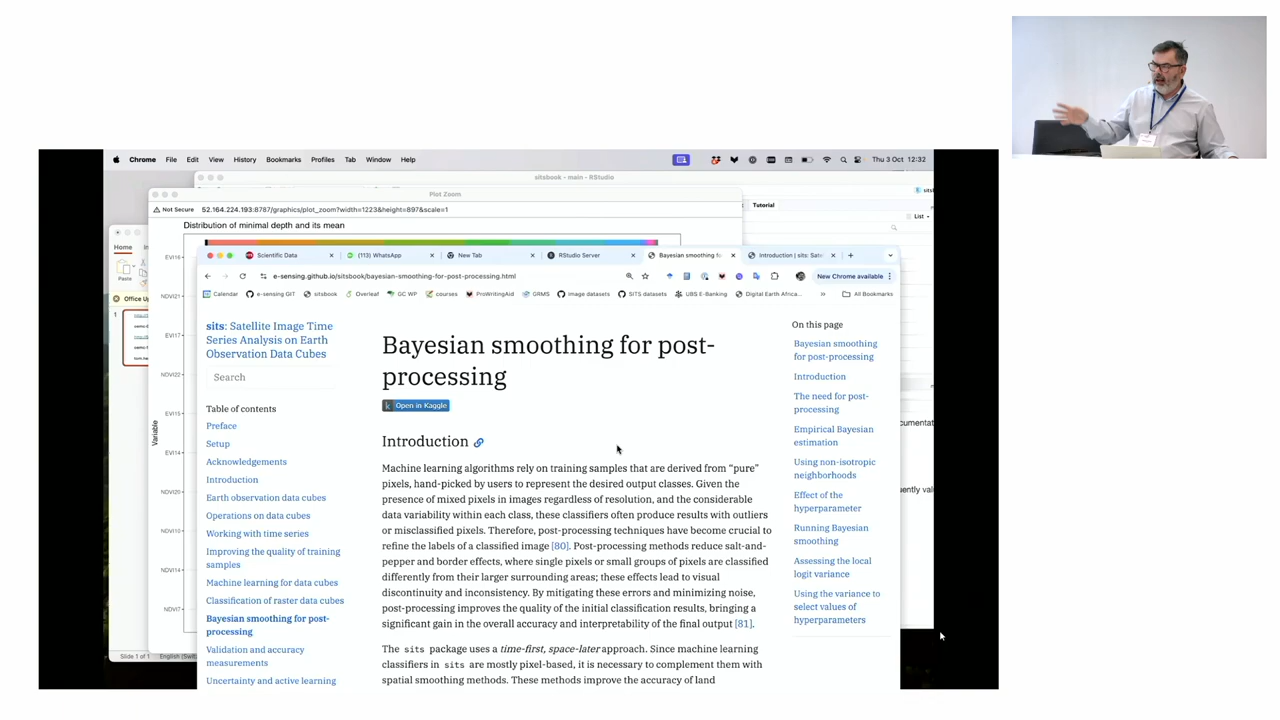 Chrome File Edit View History Bookmarks Profiles Tab Window Help Thu 3 Oct 12:32
sitsbook - main - RStudio
Plot Zoom
Not Secure 52.164.224.193:8787/graphics/plot_zoom?width=1223&height=897&scale=1
Tutorial
List
Distribution of minimal depth and its mean
Home
Paste
Office Up
1
EVI16
NDVI21
EVI17
NDVI22
EVI15
EVI14
NDVI20
NDVI10
NDVI14
NDVI7
Variable
Slide 1 of 1
Scientific Data
(113) WhatsApp
New Tab
RStudio Server
Bayesian smoothing fo
Introduction | sits: Sate
e-sensing.github.io/sitsbook/bayesian-smoothing-for-post-processing.html
New Chrome available
Calendar e-sensing GIT sitsbook Overleaf GC WP courses ProWritingAid GRMS Image datasets SITS datasets UBS E-Banking Digital Earth Africa... » All Bookmarks
sits: Satellite Image Time
Series Analysis on Earth
Observation Data Cubes
Search
Table of contents
Preface
Setup
Acknowledgements
Introduction
Earth observation data cubes
Operations on data cubes
Working with time series
Improving the quality of training
samples
Machine learning for data cubes
Classification of raster data cubes
Bayesian smoothing for post-
processing
Validation and accuracy
measurements
Uncertainty and active learning
Bayesian smoothing for post-
processing
k Open in Kaggle
Introduction
Machine learning algorithms rely on training samples that are derived from “pure”
pixels, hand-picked by users to represent the desired output classes. Given the
presence of mixed pixels in images regardless of resolution, and the considerable
data variability within each class, these classifiers often produce results with outliers
or misclassified pixels. Therefore, post-processing techniques have become crucial to
refine the labels of a classified image [80]. Post-processing methods reduce salt-and-
pepper and border effects, where single pixels or small groups of pixels are classified
differently from their larger surrounding areas; these effects lead to visual
discontinuity and inconsistency. By mitigating these errors and minimizing noise,
post-processing improves the quality of the initial classification results, bringing a
significant gain in the overall accuracy and interpretability of the final output [81].
The sits package uses a time-first, space-later approach. Since machine learning
classifiers in sits are mostly pixel-based, it is necessary to complement them with
spatial smoothing methods. These methods improve the accuracy of land
On this page
Bayesian smoothing
for post-processing
Introduction
The need for post-
processing
Empirical Bayesian
estimation
Using non-isotropic
neighborhoods
Effect of the
hyperparameter
Running Bayesian
smoothing
Assessing the local
logit variance
Using the variance to
select values of
hyperparameters